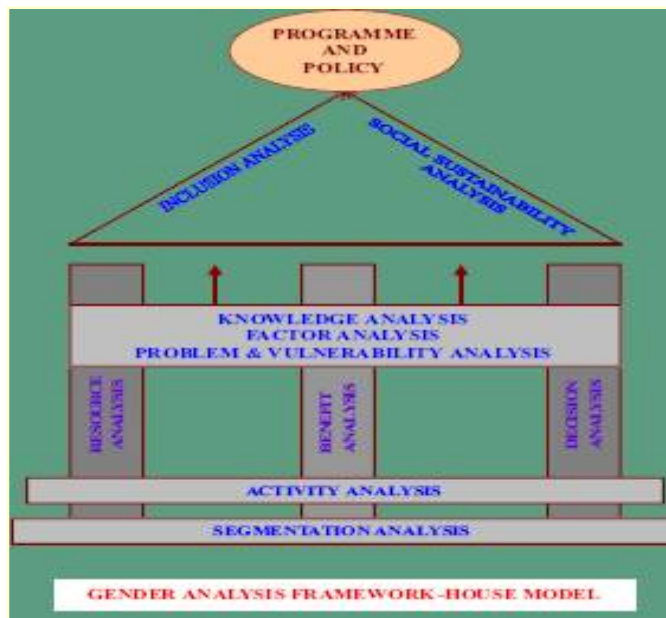 PROGRAMME
AND
POLICY
INCLUSION ANALYSIS
SOCIAL SUSTAINABILITY
ANALYSIS
KNOWLEDGE ANALYSIS
FACTOR ANALYSIS
PROBLEM & VULNERABILITY ANALYSIS
RESOURCE
ANALYSIS
BENEFIT
ANALYSIS
DECISION
ANALYSIS
ACTIVITY ANALYSIS
SEGMENTATION ANALYSIS
GENDER ANALYSIS FRAMEWORK-HOUSE MODEL